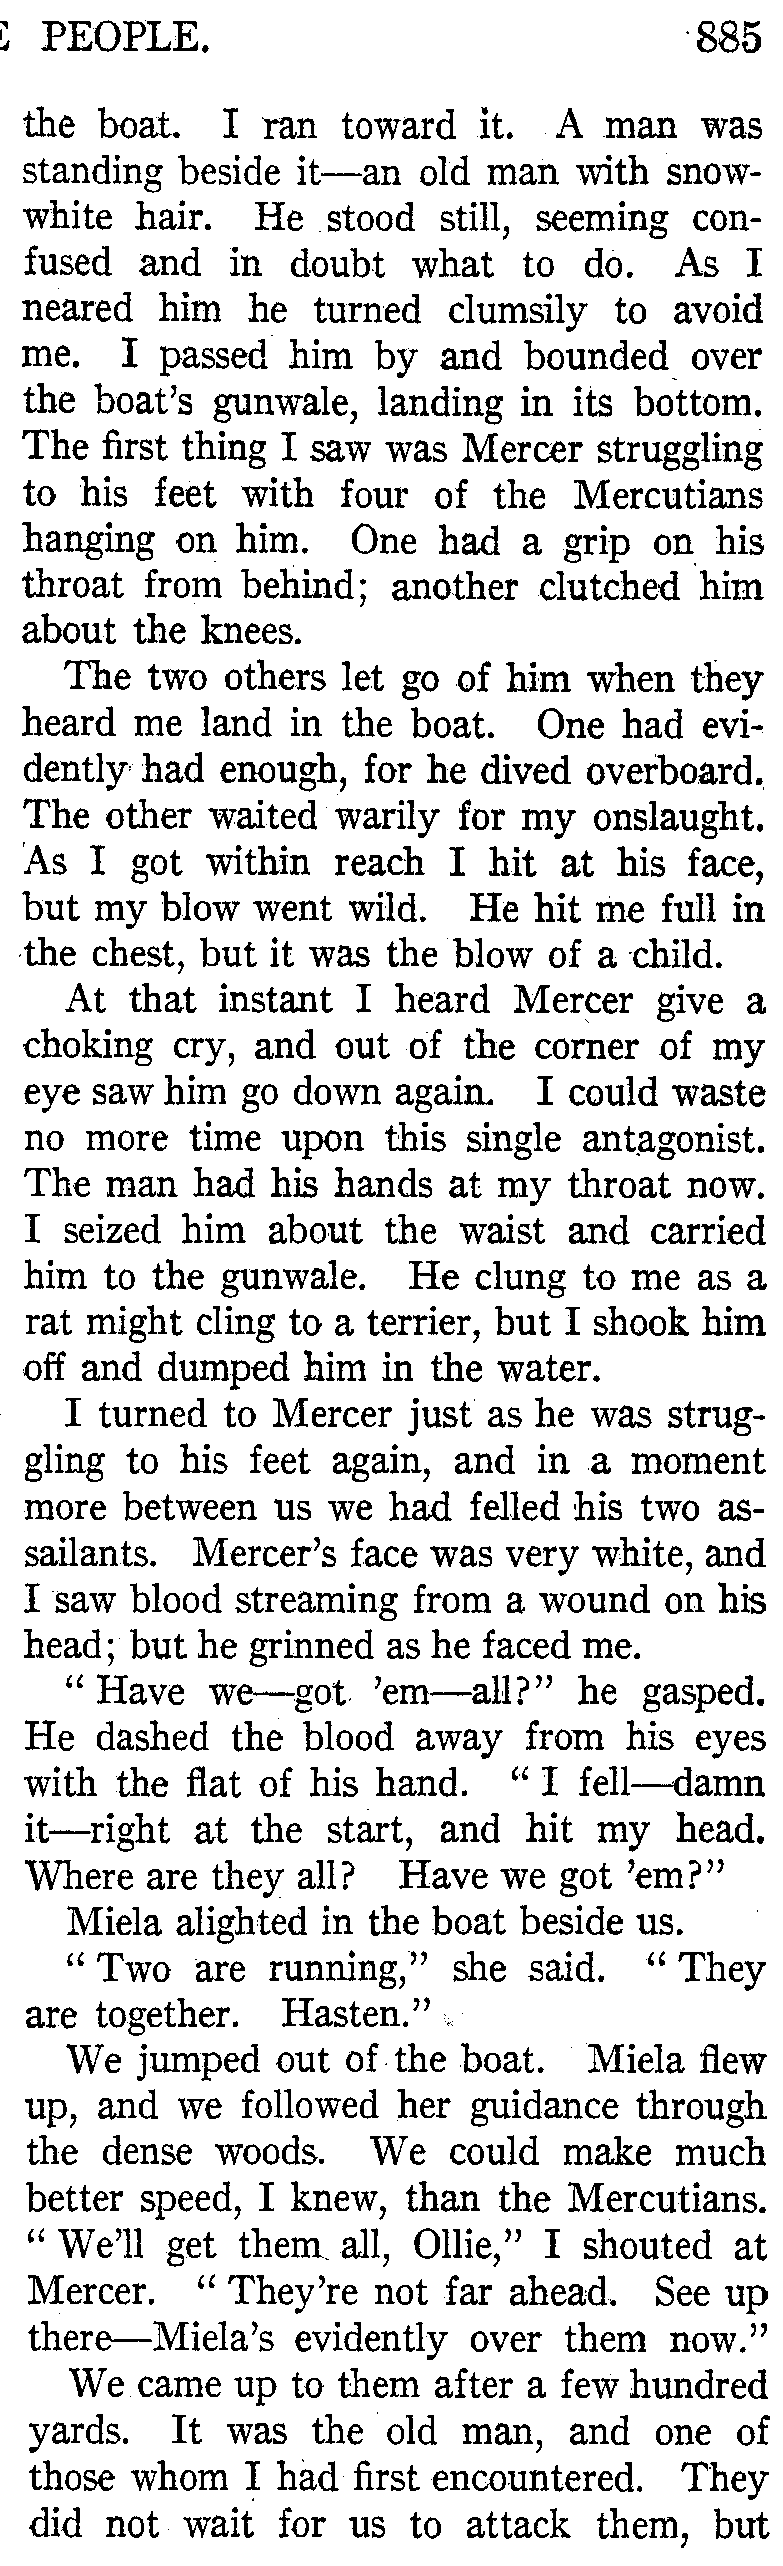 PEOPLE. 885
the boat. I ran toward it. A man was
standing beside it—an old man with snow-
white hair. He stood still, seeming con-
fused and in doubt what to do. As I
neared him he turned clumsily to avoid
me. I passed him by and bounded over
the boat's gunwale, landing in its bottom.
The first thing I saw was Mercer struggling
to his feet with four of the Mercutians
hanging on him. One had a grip on his
throat from behind; another clutched him
about the knees.
The two others let go of him when they
heard me land in the boat. One had evi-
dently had enough, for he dived overboard.
The other waited warily for my onslaught.
As I got within reach I hit at his face,
but my blow went wild. He hit me full in
the chest, but it was the blow of a child.
At that instant I heard Mercer give a
choking cry, and out of the corner of my
eye saw him go down again. I could waste
no more time upon this single antagonist.
The man had his hands at my throat now.
I seized him about the waist and carried
him to the gunwale. He clung to me as a
rat might cling to a terrier, but I shook him
off and dumped him in the water.
I turned to Mercer just as he was strug-
gling to his feet again, and in a moment
more between us we had felled his two as-
sailants. Mercer's face was very white, and
I saw blood streaming from a wound on his
head; but he grinned as he faced me.
"Have we—got 'em—all?" he gasped.
He dashed the blood away from his eyes
with the flat of his hand. "I fell—damn
it—right at the start, and hit my head.
Where are they all? Have we got 'em?"
Miela alighted in the boat beside us.
"Two are running," she said. "They
are together. Hasten."
We jumped out of the boat. Miela flew
up, and we followed her guidance through
the dense woods. We could make much
better speed, I knew, than the Mercutians.
"We'll get them all, Ollie," I shouted at
Mercer. "They're not far ahead. See up
there—Miela's evidently over them now."
We came up to them after a few hundred
yards. It was the old man, and one of
those whom I had first encountered. They
did not wait for us to attack them, but